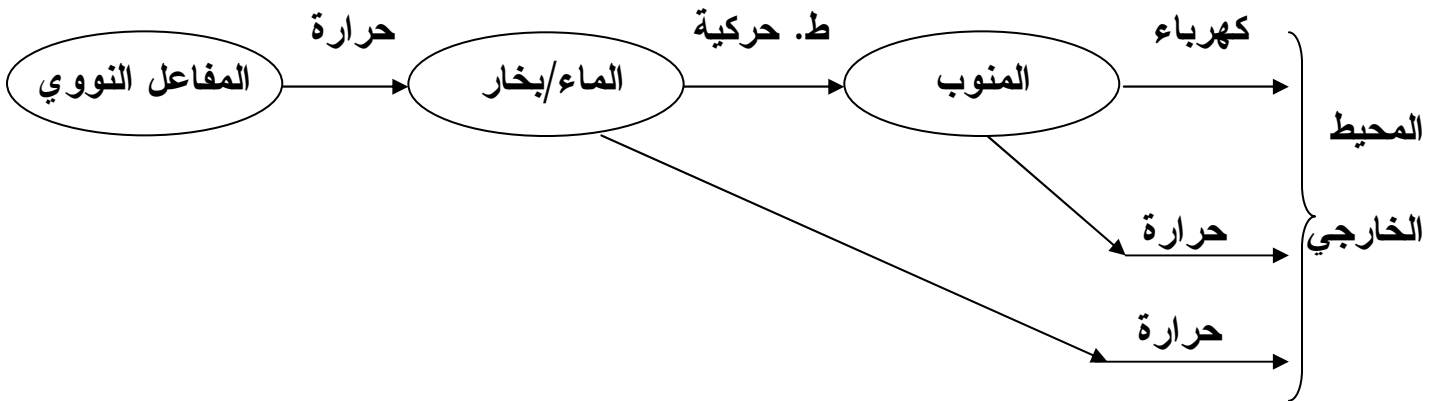 حرارة
ط. حركية
كهرباء
المفاعل النووي
الماء/بخار
المنوب
المحيط
الخارجي
حرارة
حرارة